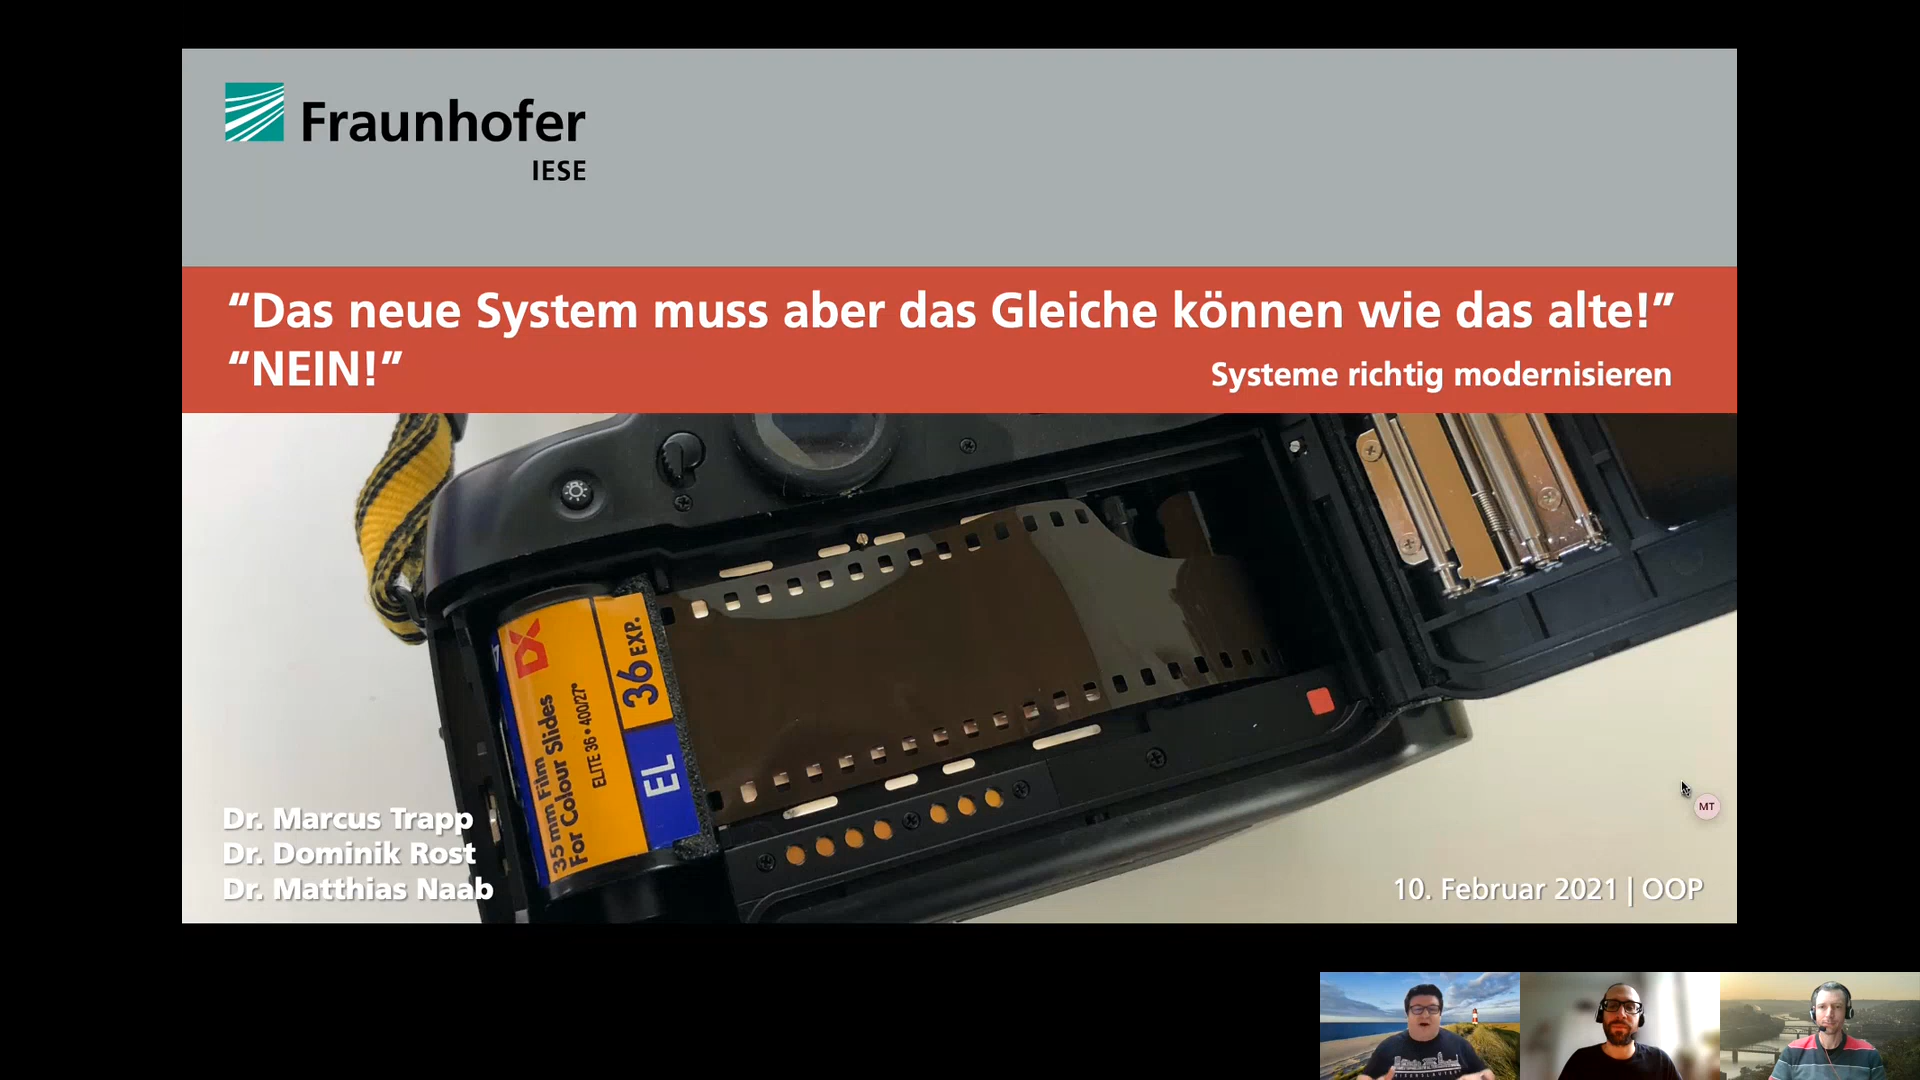 Fraunhofer
IESE
“Das neue System muss aber das Gleiche können wie das alte!”
“NEIN!”
Systeme richtig modernisieren
DX
36 EXP.
35 mm Film
For Colour Slides
ELITE 36 • 400/27°
EL
Dr. Marcus Trapp
Dr. Dominik Rost
Dr. Matthias Naab
MT
10. Februar 2021 | OOP